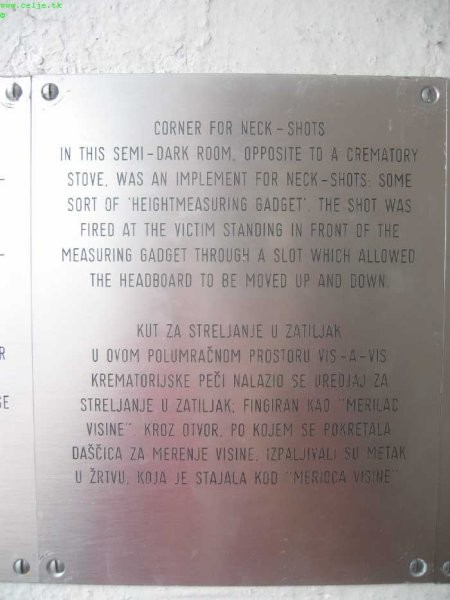 www.celje.tk
©
CORNER FOR NECK-SHOTS
IN THIS SEMI-DARK ROOM, OPPOSITE TO A CREMATORY
STOVE, WAS AN IMPLEMENT FOR NECK-SHOTS: SOME
SORT OF 'HEIGHTMEASURING GADGET'. THE SHOT WAS
FIRED AT THE VICTIM STANDING IN FRONT OF THE
MEASURING GADGET THROUGH A SLOT WHICH ALLOWED
THE HEADBOARD TO BE MOVED UP AND DOWN.
KUT ZA STRELJANJE U ZATILJAK
U OVOM POLUMRAČNOM PROSTORU VIS-A-VIS
KREMATORIJSKE PEČI NALAZIO SE UREDJAJ ZA
STRELJANJE U ZATILJAK, FINGIRAN KAO "MERILAC
VISINE". KROZ OTVOR, PO KOJEM SE POKRETALA
DAŠČICA ZA MERENJE VISINE, IZPALJIVALI SU METAK
U ŽRTVU, KOJA JE STAJALA KOD "MERIOCA VISINE"
R
SE